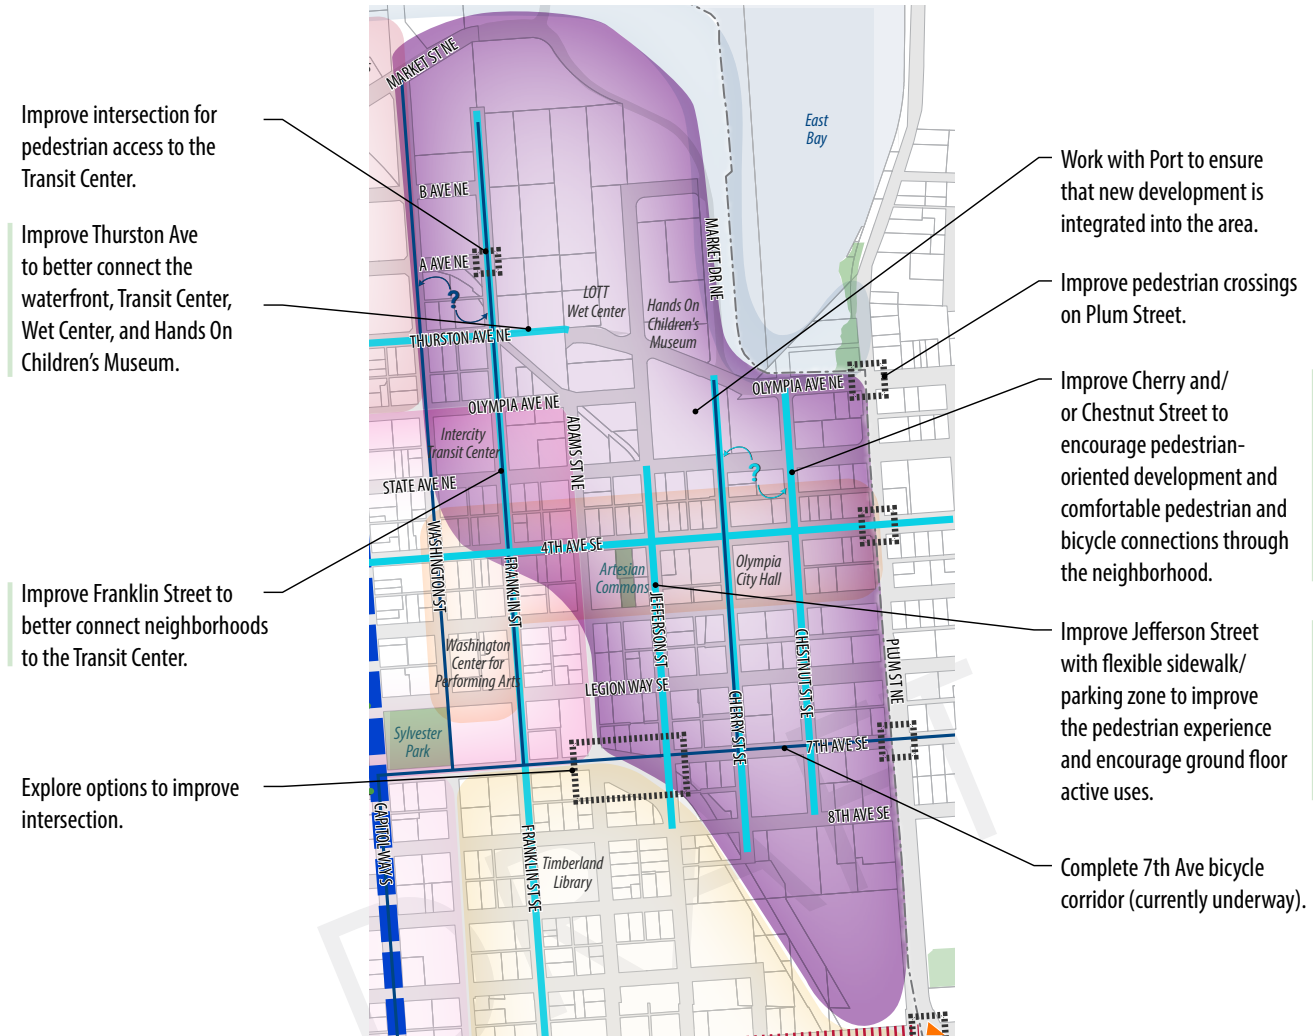 Improve intersection for
pedestrian access to the
Transit Center.
Improve Thurston Ave
to better connect the
waterfront, Transit Center,
Wet Center, and Hands On
Children's Museum.
Improve Franklin Street to
better connect neighborhoods
to the Transit Center.
Explore options to improve
intersection.
MARKET ST NE
B AVE NE
A AVE NE
?
THURSTON AVE NE
LOTT
Wet Center
Hands On
Children's
Museum
MARKET DR NE
East
Bay
OLYMPIA AVE NE
OLYMPIA AVE NE
ADAMS ST NE
Intercity
Transit Center
STATE AVE NE
?
WASHINGTON ST
4TH AVE SE
FRANKLIN ST
Artesian
Commons
JEFFERSON ST
Olympia
City Hall
Washington
Center for
Performing Arts
LEGION WAY SE
CHERRY ST SE
CHESTNUT ST SE
PLUM ST NE
Sylvester
Park
7TH AVE SE
8TH AVE SE
CAPITOL WAY S
FRANKLIN ST SE
Timberland
Library
DRAFT
Work with Port to ensure
that new development is
integrated into the area.
Improve pedestrian crossings
on Plum Street.
Improve Cherry and/
or Chestnut Street to
encourage pedestrian-
oriented development and
comfortable pedestrian and
bicycle connections through
the neighborhood.
Improve Jefferson Street
with flexible sidewalk/
parking zone to improve
the pedestrian experience
and encourage ground floor
active uses.
Complete 7th Ave bicycle
corridor (currently underway).